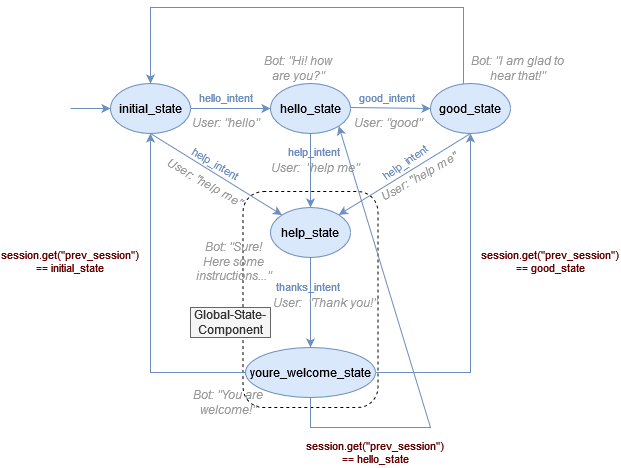 Bot: "Hi! how
are you?"
Bot: "I am glad to
hear that!"
initial_state
hello_intent
User: "hello"
hello_state
good_intent
User: "good"
good_state
help_intent
User: "help me"
help_intent
User: "help me"
help_intent
User: "help me"
help_state
session.get("prev_session")
== initial_state
Bot: "Sure!
Here some
instructions..."
session.get("prev_session")
== good_state
thanks_intent
User: "Thank you!"
Global-State-
Component
youre_welcome_state
Bot: "You are
welcome!"
session.get("prev_session")
== hello_state